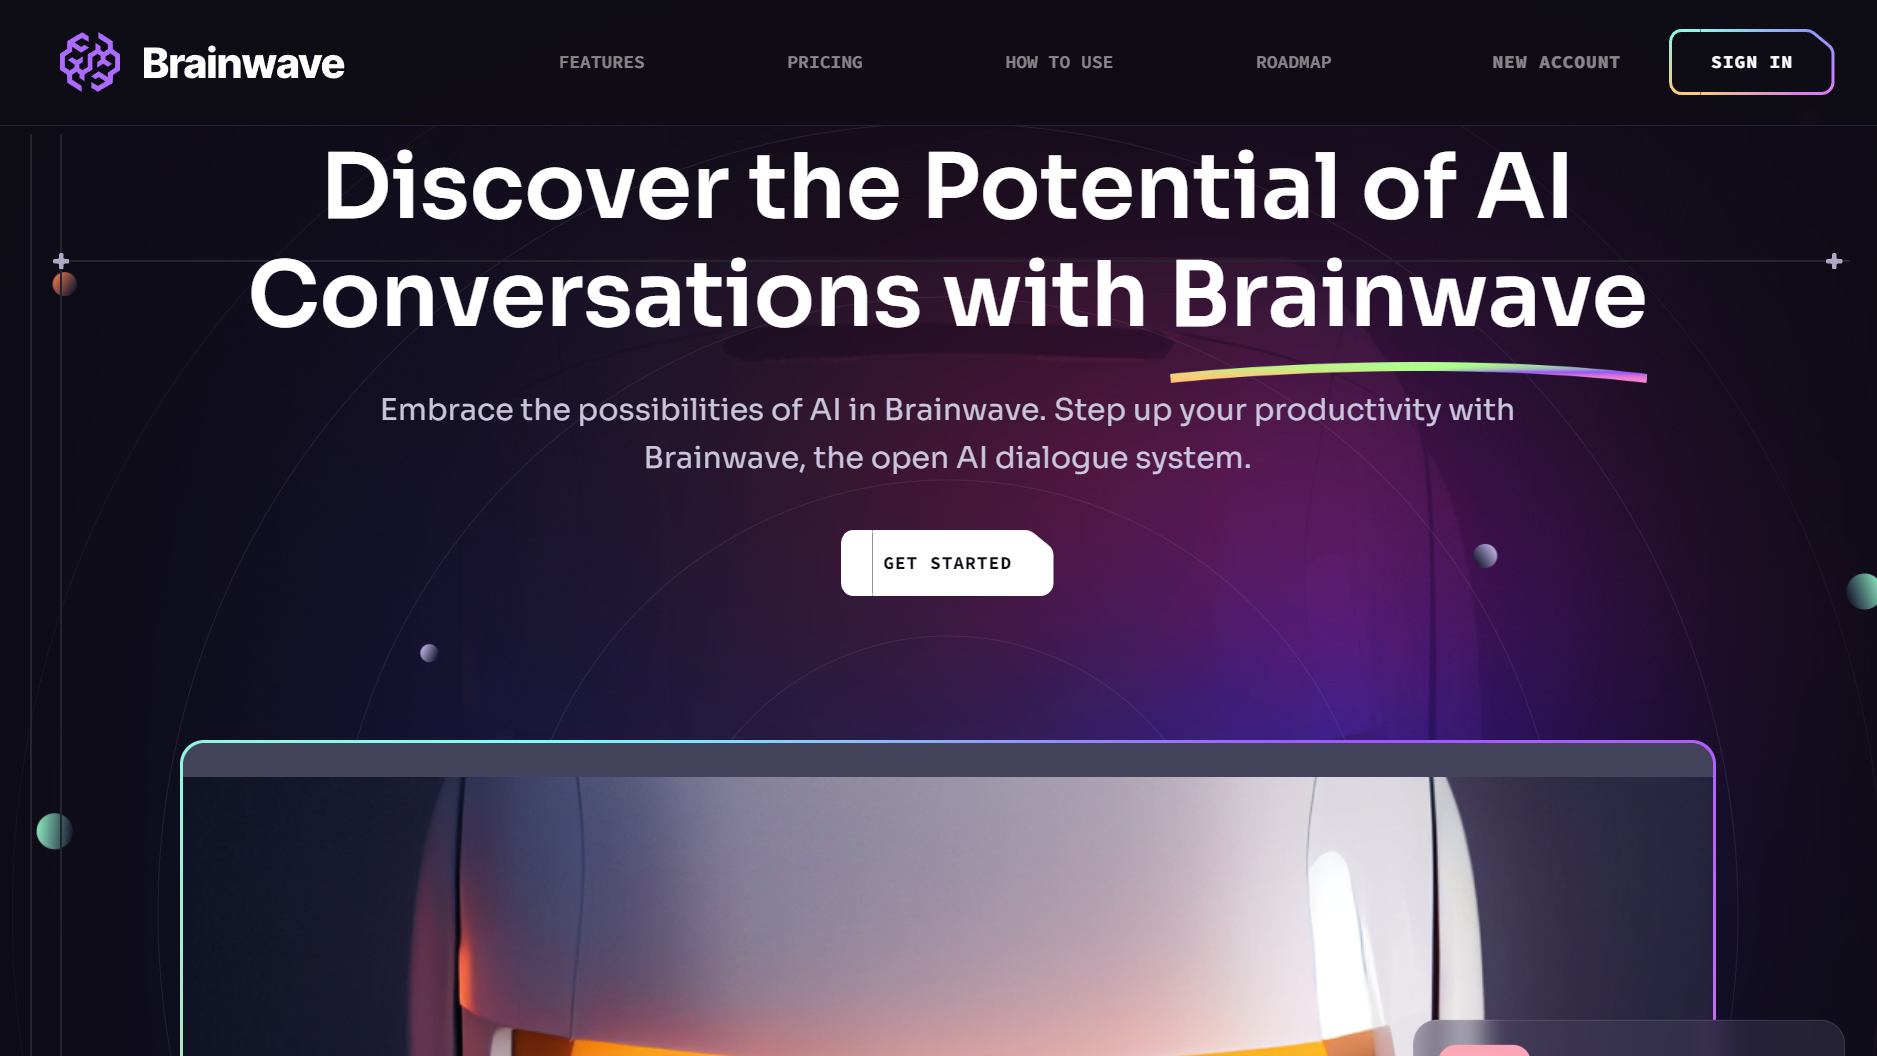 Brainwave
FEATURES
PRICING
HOW TO USE
ROADMAP
NEW ACCOUNT
SIGN IN
Discover the Potential of AI
Conversations with Brainwave
Embrace the possibilities of AI in Brainwave. Step up your productivity with
Brainwave, the open AI dialogue system.
GET STARTED